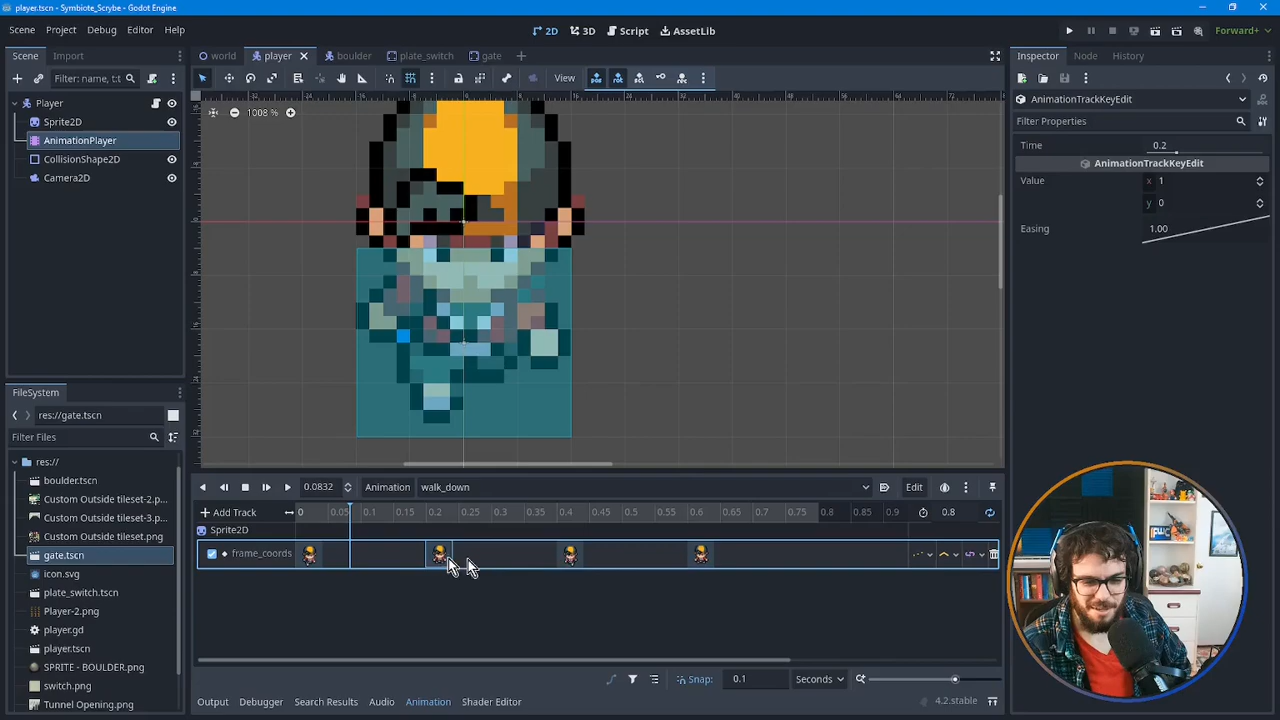 player.tscn - Symbiote_Scrybe - Godot Engine
Scene Project Debug Editor Help
2D 3D Script AssetLib
Forward+
Scene Import
Filter: name, t:t
Player
Sprite2D
AnimationPlayer
CollisionShape2D
Camera2D
world player boulder plate_switch gate
View
1008 %
FileSystem
res://gate.tscn
Filter Files
res://
boulder.tscn
Custom Outside tileset-2.p...
Custom Outside tileset-3.p...
Custom Outside tileset.png
gate.tscn
icon.svg
plate_switch.tscn
Player-2.png
player.gd
player.tscn
SPRITE - BOULDER.png
switch.png
Tunnel Opening.png
0.0832 Animation walk_down Edit
Add Track 0 0.05 0.1 0.15 0.2 0.25 0.3 0.35 0.4 0.45 0.5 0.55 0.6 0.65 0.7 0.75 0.8 0.85 0.9 0.8
Sprite2D
frame_coords
Snap: 0.1 Seconds
Output Debugger Search Results Audio Animation Shader Editor 4.2.stable
Inspector Node History
AnimationTrackKeyEdit
Filter Properties
Time 0.2
AnimationTrackKeyEdit
Value x 1
y 0
Easing 1.00